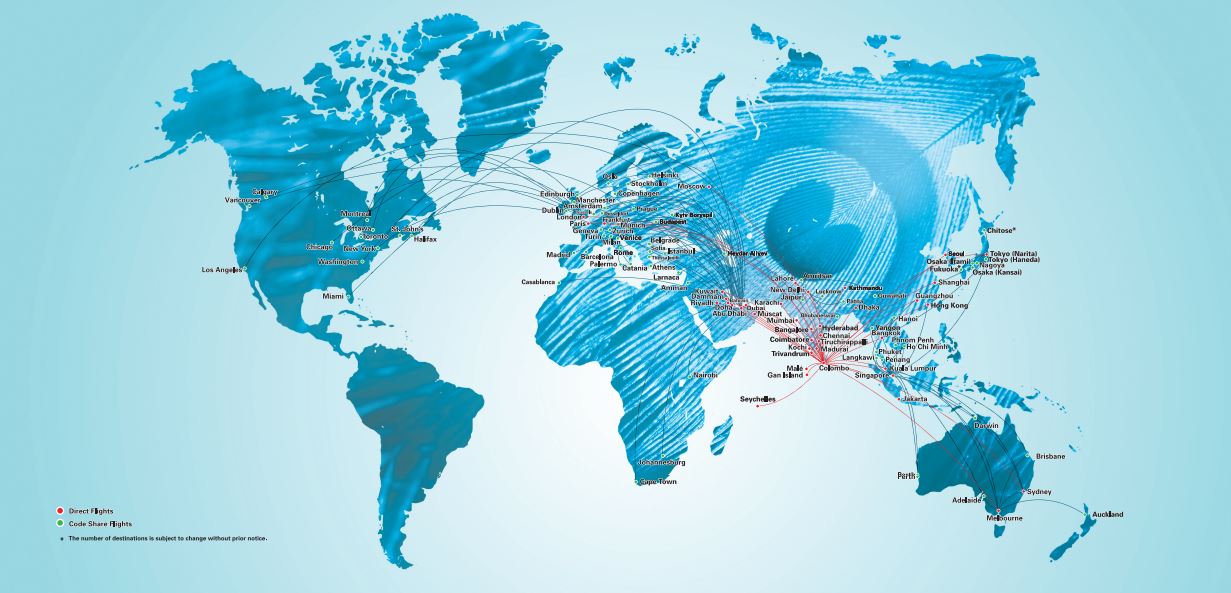 Calgary
Vancouver
Montreal
Ottawa
Toronto
St. John's
Halifax
Chicago
New York
Washington
Los Angeles
Miami
Oslo
Helsinki
Stockholm
Moscow
Copenhagen
Edinburgh
Manchester
Dublin
Amsterdam
London
Paris
Frankfurt
Prague
Kyiv Boryspil
Budapest
Munich
Geneva
Zurich
Turin
Milan
Venice
Belgrade
Sofia
Istanbul
Heydar Aliyev
Madrid
Barcelona
Rome
Palermo
Catania
Athens
Larnaca
Casablanca
Amman
Kuwait
Dammam
Riyadh
Doha
Dubai
Abu Dhabi
Muscat
Karachi
Lahore
Amritsar
New Delhi
Lucknow
Kathmandu
Jaipur
Patna
Guwahati
Dhaka
Bhubaneswar
Mumbai
Hyderabad
Bangalore
Chennai
Coimbatore
Tiruchirappalli
Kochi
Madurai
Trivandrum
Colombo
Male
Gan Island
Seychelles
Nairobi
Johannesburg
Cape Town
Chitose*
Seoul
Tokyo (Narita)
Osaka (Itami)
Tokyo (Haneda)
Nagoya
Fukuoka
Osaka (Kansai)
Shanghai
Guangzhou
Hong Kong
Hanoi
Yangon
Bangkok
Phnom Penh
Ho Chi Minh
Phuket
Langkawi
Penang
Kuala Lumpur
Singapore
Jakarta
Darwin
Brisbane
Perth
Adelaide
Sydney
Melbourne
Auckland
Direct Flights
Code Share Flights
* The number of destinations is subject to change without prior notice.